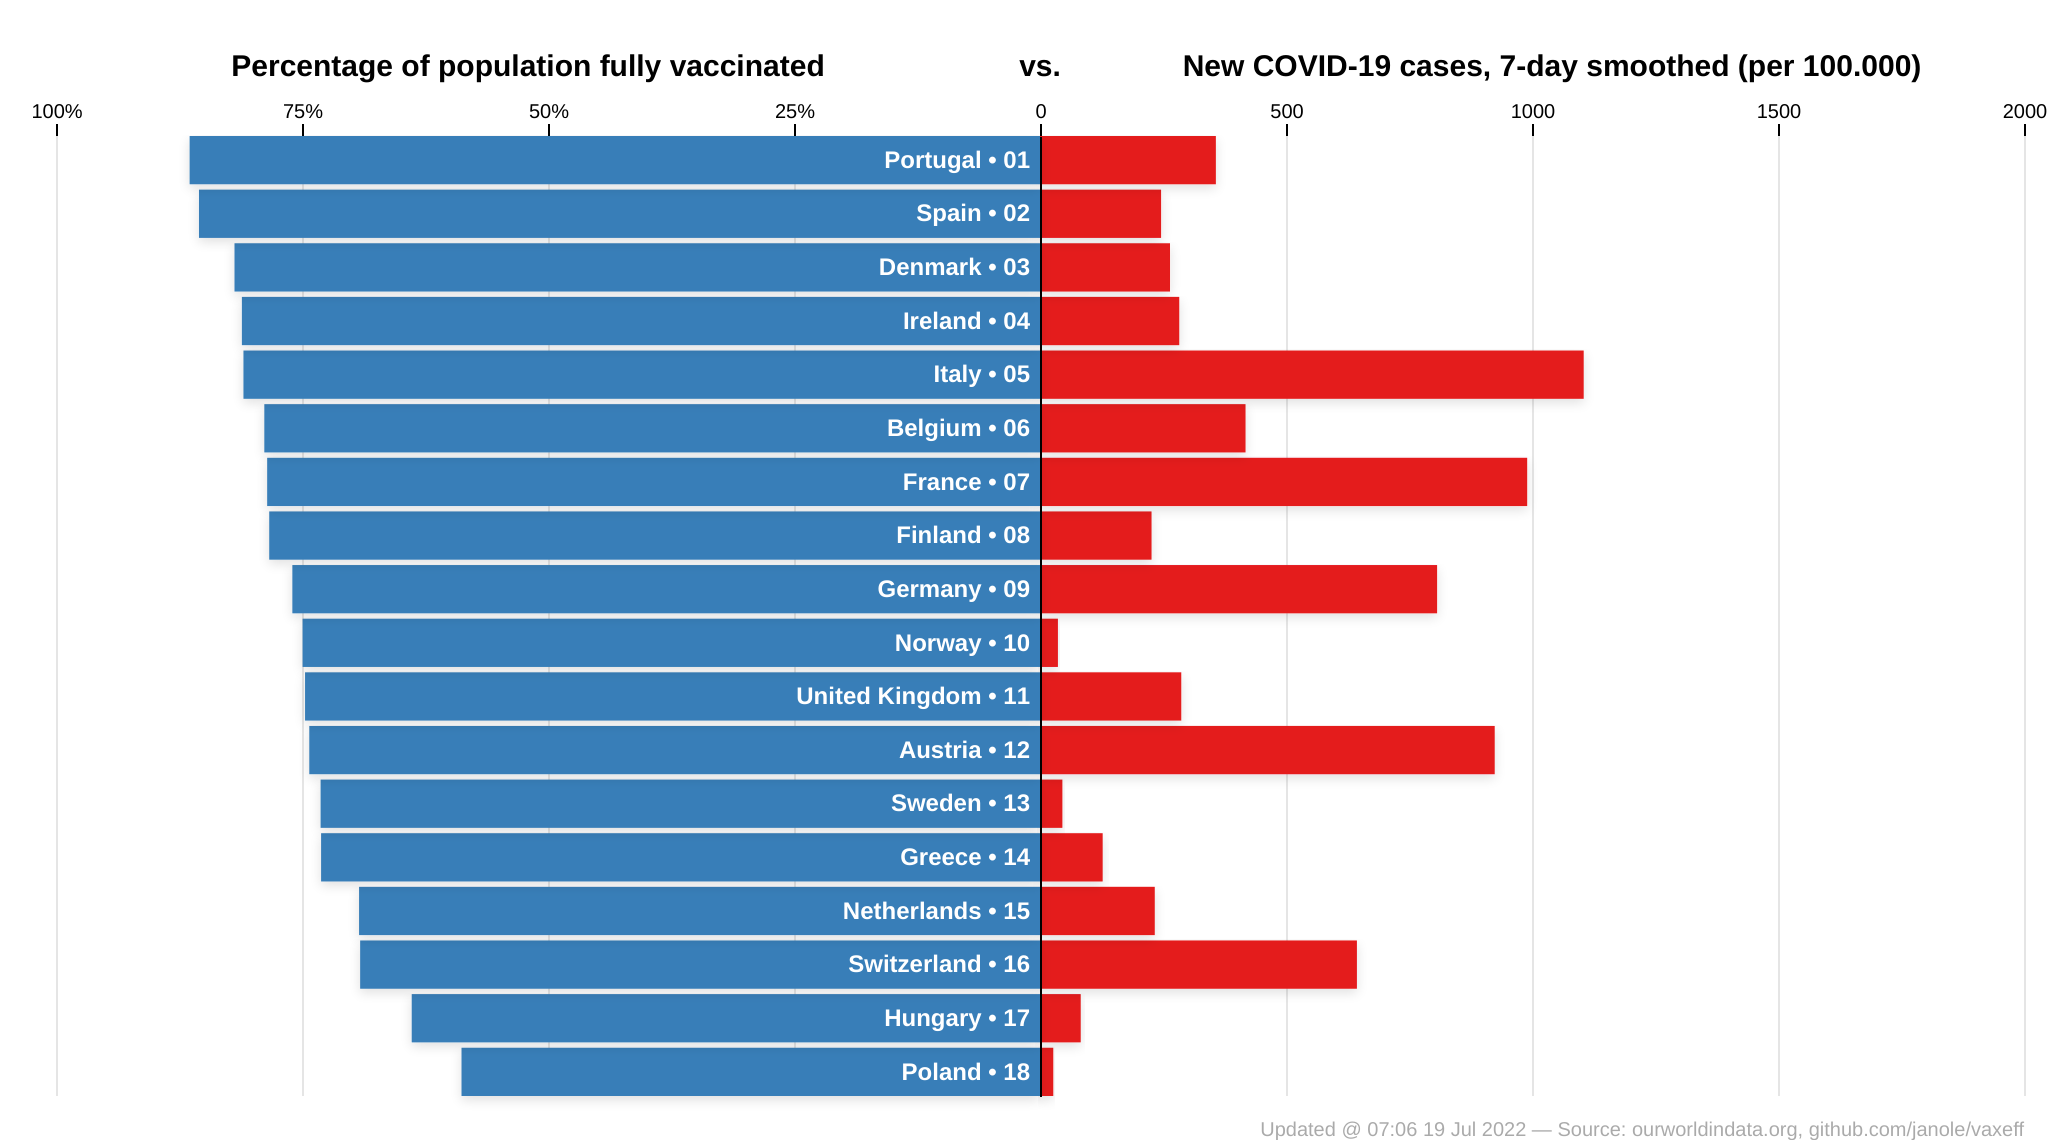 Percentage of population fully vaccinated vs. New COVID-19 cases, 7-day smoothed (per 100.000)
100% 75% 50% 25% 0 500 1000 1500 2000
Portugal • 01
Spain • 02
Denmark • 03
Ireland • 04
Italy • 05
Belgium • 06
France • 07
Finland • 08
Germany • 09
Norway • 10
United Kingdom • 11
Austria • 12
Sweden • 13
Greece • 14
Netherlands • 15
Switzerland • 16
Hungary • 17
Poland • 18
Updated @ 07:06 19 Jul 2022 — Source: ourworldindata.org, github.com/janole/vaxeff